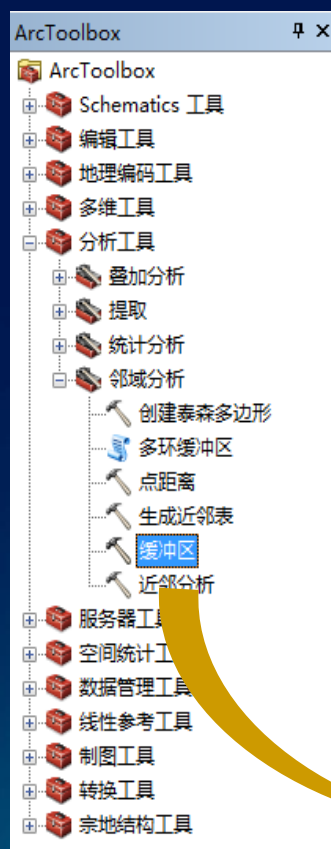 ArcToolbox
ArcToolbox
Schematics 工具
编辑工具
地理编码工具
多维工具
分析工具
叠加分析
提取
统计分析
邻域分析
创建泰森多边形
多环缓冲区
点距离
生成近邻表
缓冲区
近邻分析
服务器工具
空间统计工具
数据管理工具
线性参考工具
制图工具
转换工具
宗地结构工具